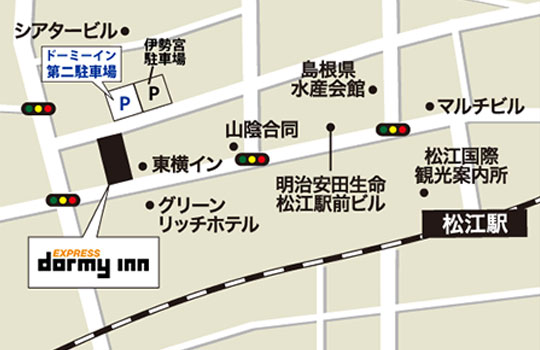 シアタービル
ドーミーイン
第二駐車場
P
伊勢宮
駐車場
P
島根県
水産会館
マルチビル
山陰合同
東横イン
松江国際
観光案内所
明治安田生命
松江駅前ビル
グリーン
リッチホテル
松江駅
EXPRESS
dormy inn